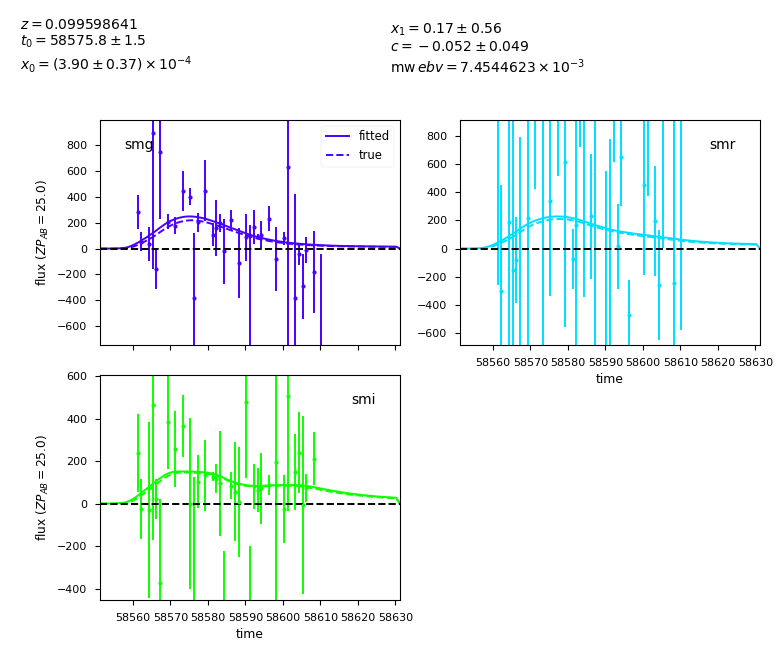 z = 0.099598641
t0 = 58575.8 ± 1.5
x0 = (3.90 ± 0.37) × 10⁻⁴
x1 = 0.17 ± 0.56
c = −0.052 ± 0.049
mw ebv = 7.4544623 × 10⁻³
smg
fitted
true
flux (ZP_AB = 25.0)
800
600
400
200
0
−200
−400
−600
smr
800
600
400
200
0
−200
−400
−600
58560 58570 58580 58590 58600 58610 58620 58630
time
smi
flux (ZP_AB = 25.0)
600
400
200
0
−200
−400
58560 58570 58580 58590 58600 58610 58620 58630
time